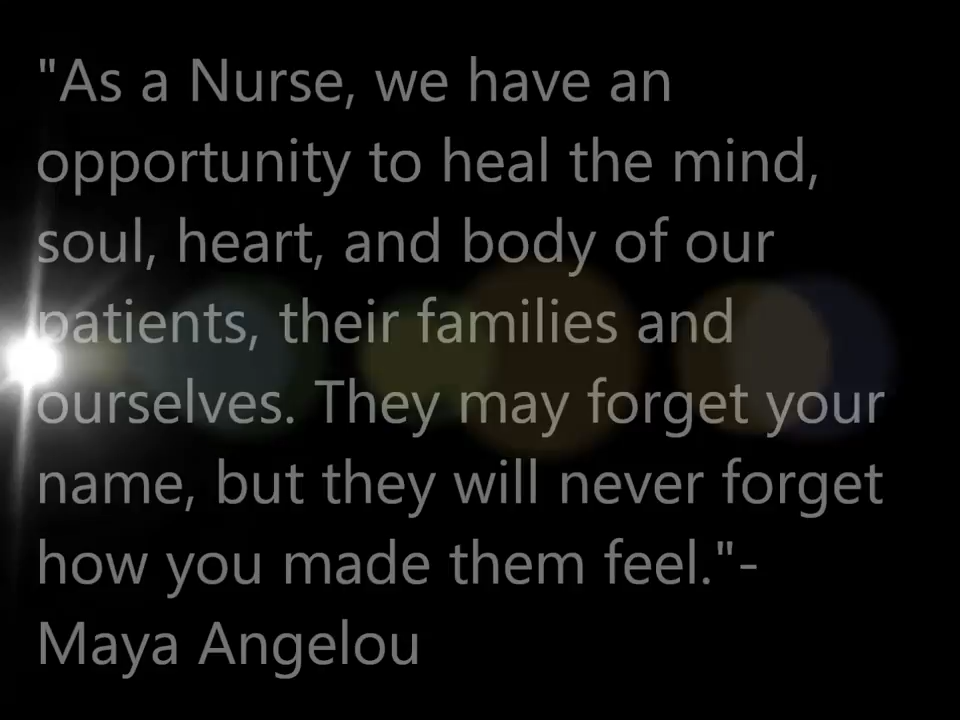 "As a Nurse, we have an
opportunity to heal the mind,
soul, heart, and body of our
patients, their families and
ourselves. They may forget your
name, but they will never forget
how you made them feel."-
Maya Angelou